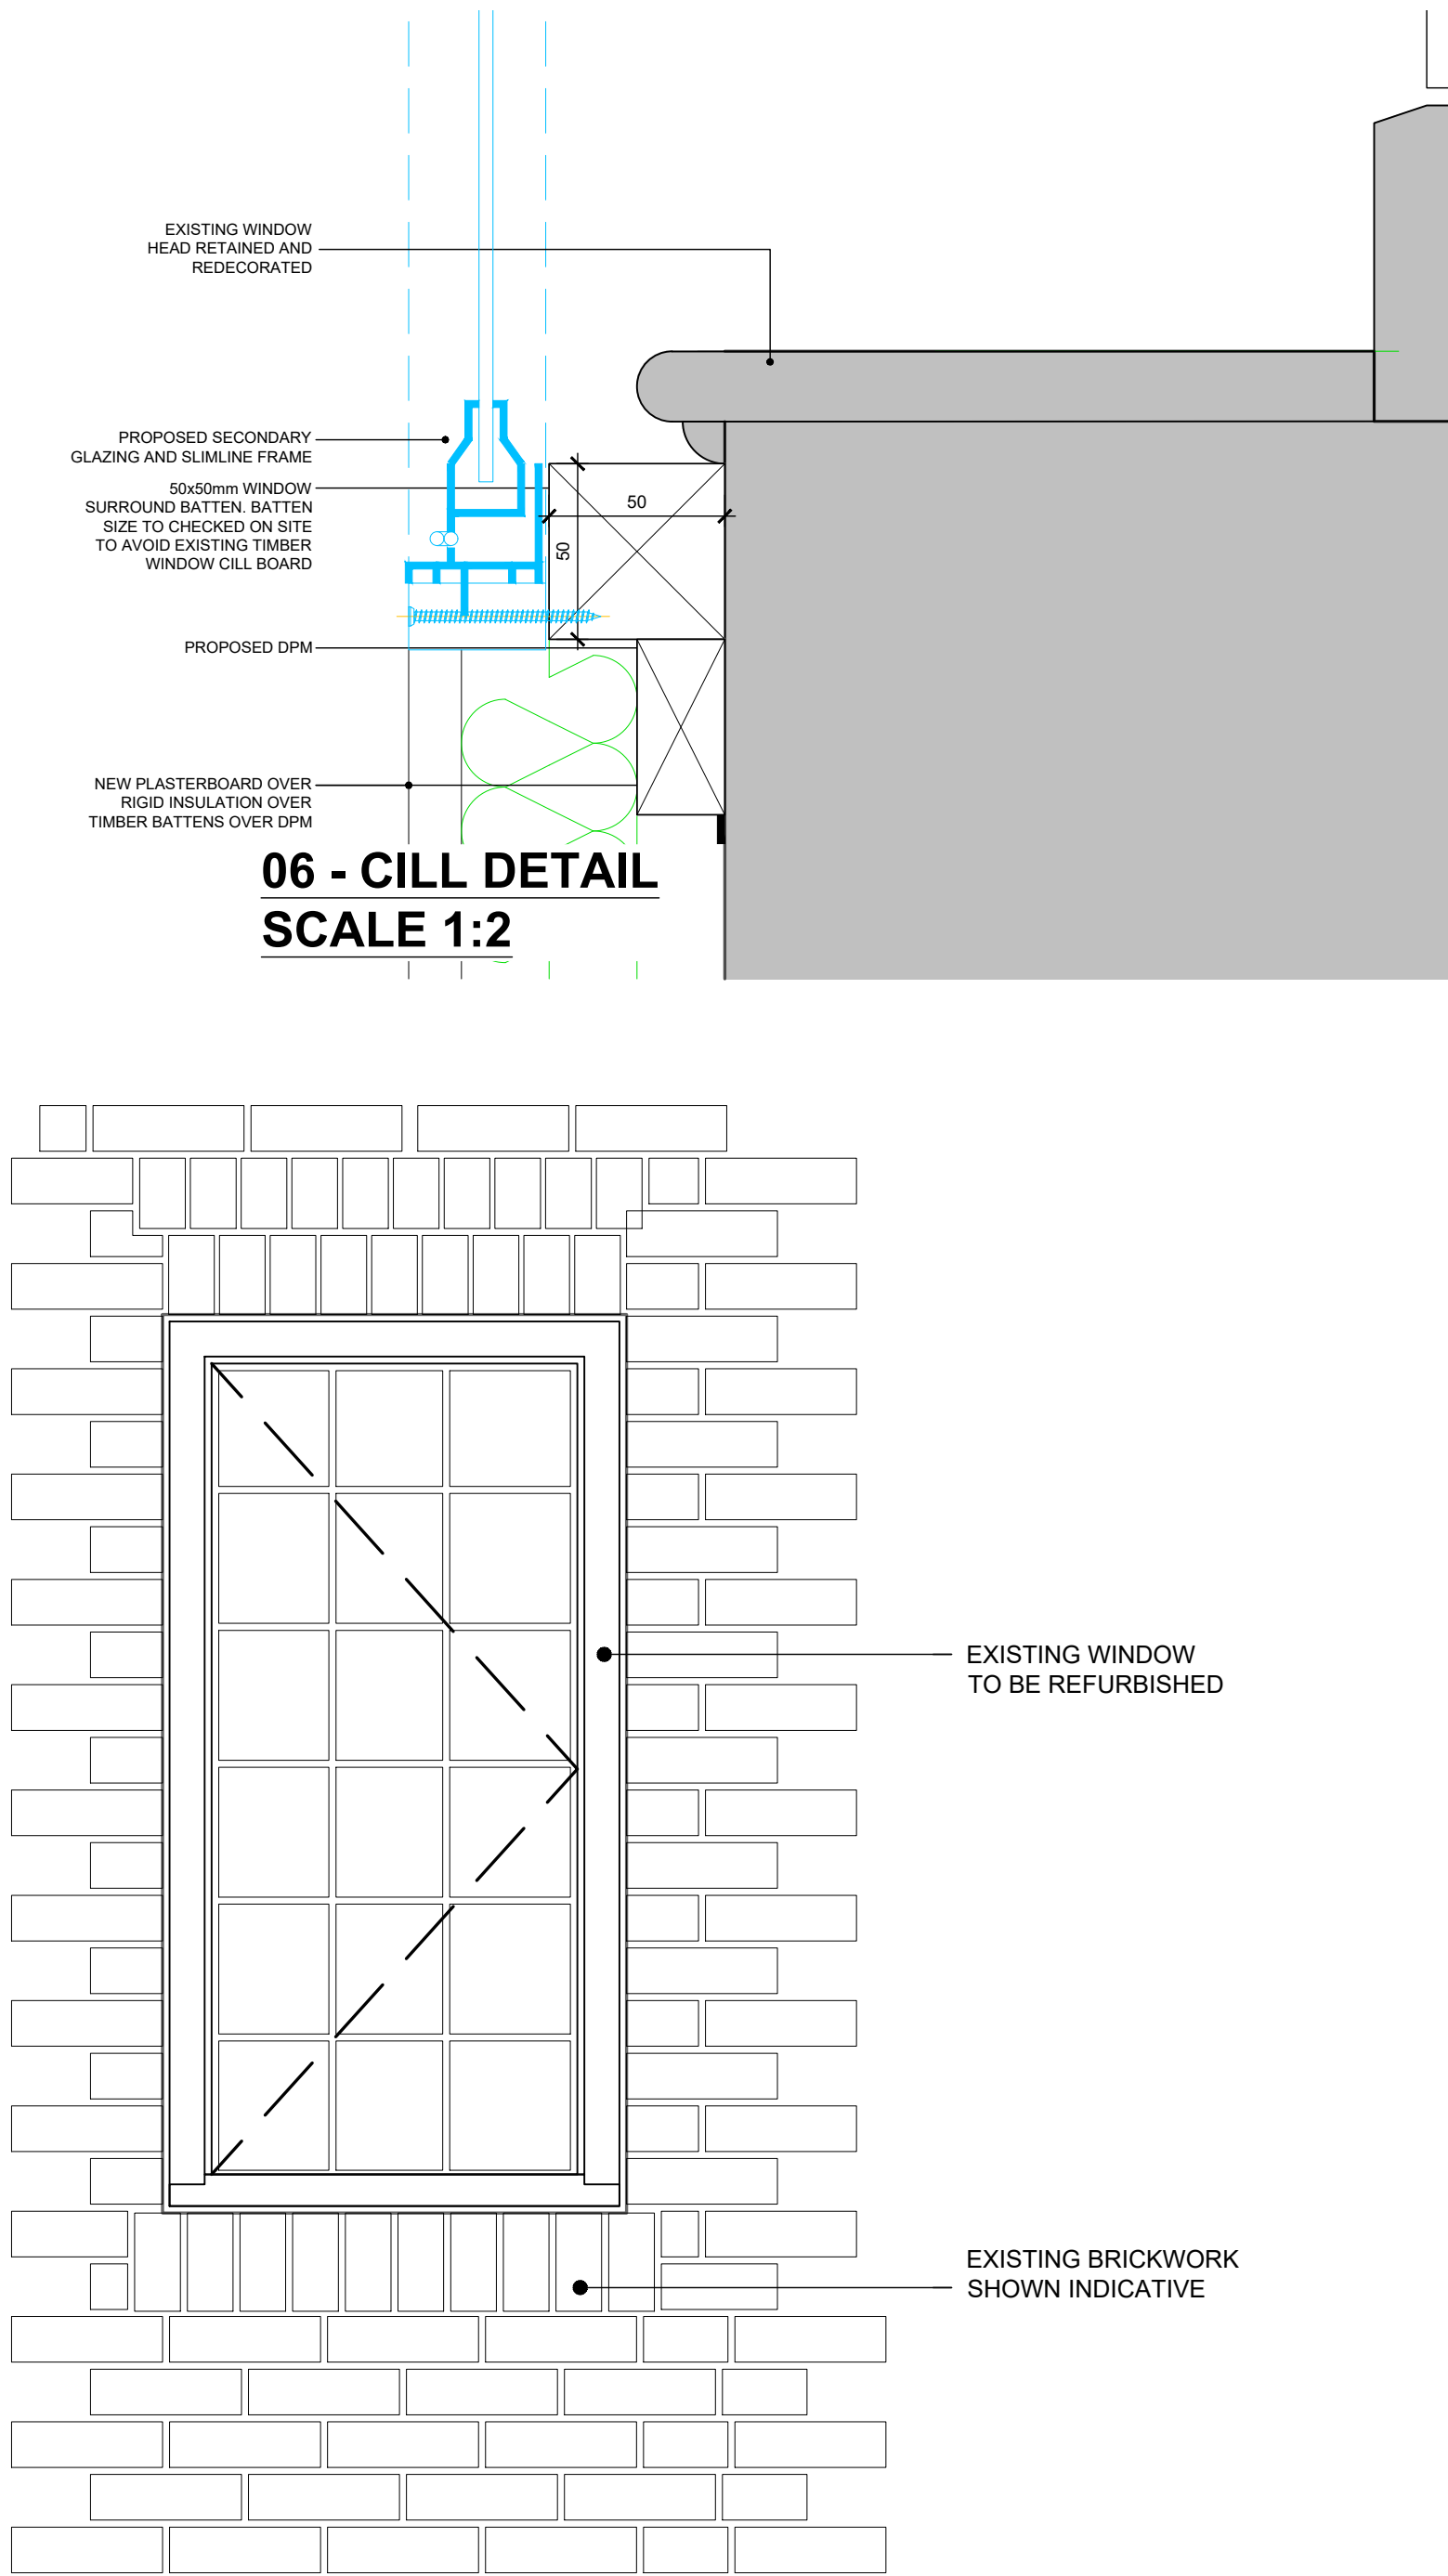 EXISTING WINDOW
HEAD RETAINED AND
REDECORATED
PROPOSED SECONDARY
GLAZING AND SLIMLINE FRAME
50x50mm WINDOW
SURROUND BATTEN. BATTEN
SIZE TO CHECKED ON SITE
TO AVOID EXISTING TIMBER
WINDOW CILL BOARD
50
50
PROPOSED DPM
NEW PLASTERBOARD OVER
RIGID INSULATION OVER
TIMBER BATTENS OVER DPM
06 - CILL DETAIL
SCALE 1:2
EXISTING WINDOW
TO BE REFURBISHED
EXISTING BRICKWORK
SHOWN INDICATIVE